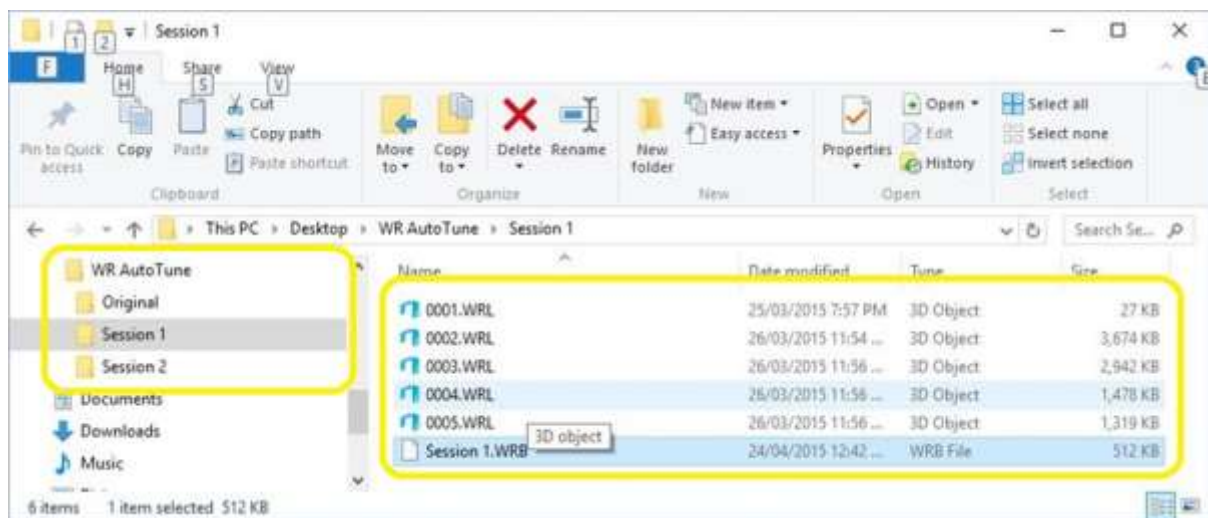 1 2 Session 1
F Home Share View
H S V
Pin to Quick access
Copy
Paste
Cut
Copy path
Paste shortcut
Move to
Copy to
Delete
Rename
New folder
New item
Easy access
Properties
Open
Edit
History
Select all
Select none
Invert selection
Clipboard Organize New Open Select
This PC Desktop WR AutoTune Session 1 Search Se...
WR AutoTune
Original
Session 1
Session 2
Documents
Downloads
Music
Name Date modified Type Size
0001.WRL 25/03/2015 7:57 PM 3D Object 27 KB
0002.WRL 26/03/2015 11:54 ... 3D Object 3,674 KB
0003.WRL 26/03/2015 11:56 ... 3D Object 2,942 KB
0004.WRL 26/03/2015 11:56 ... 3D Object 1,478 KB
0005.WRL 26/03/2015 11:56 ... 3D Object 1,319 KB
3D object
Session 1.WRB 24/04/2015 12:42 ... WRB File 512 KB
6 items 1 item selected 512 KB